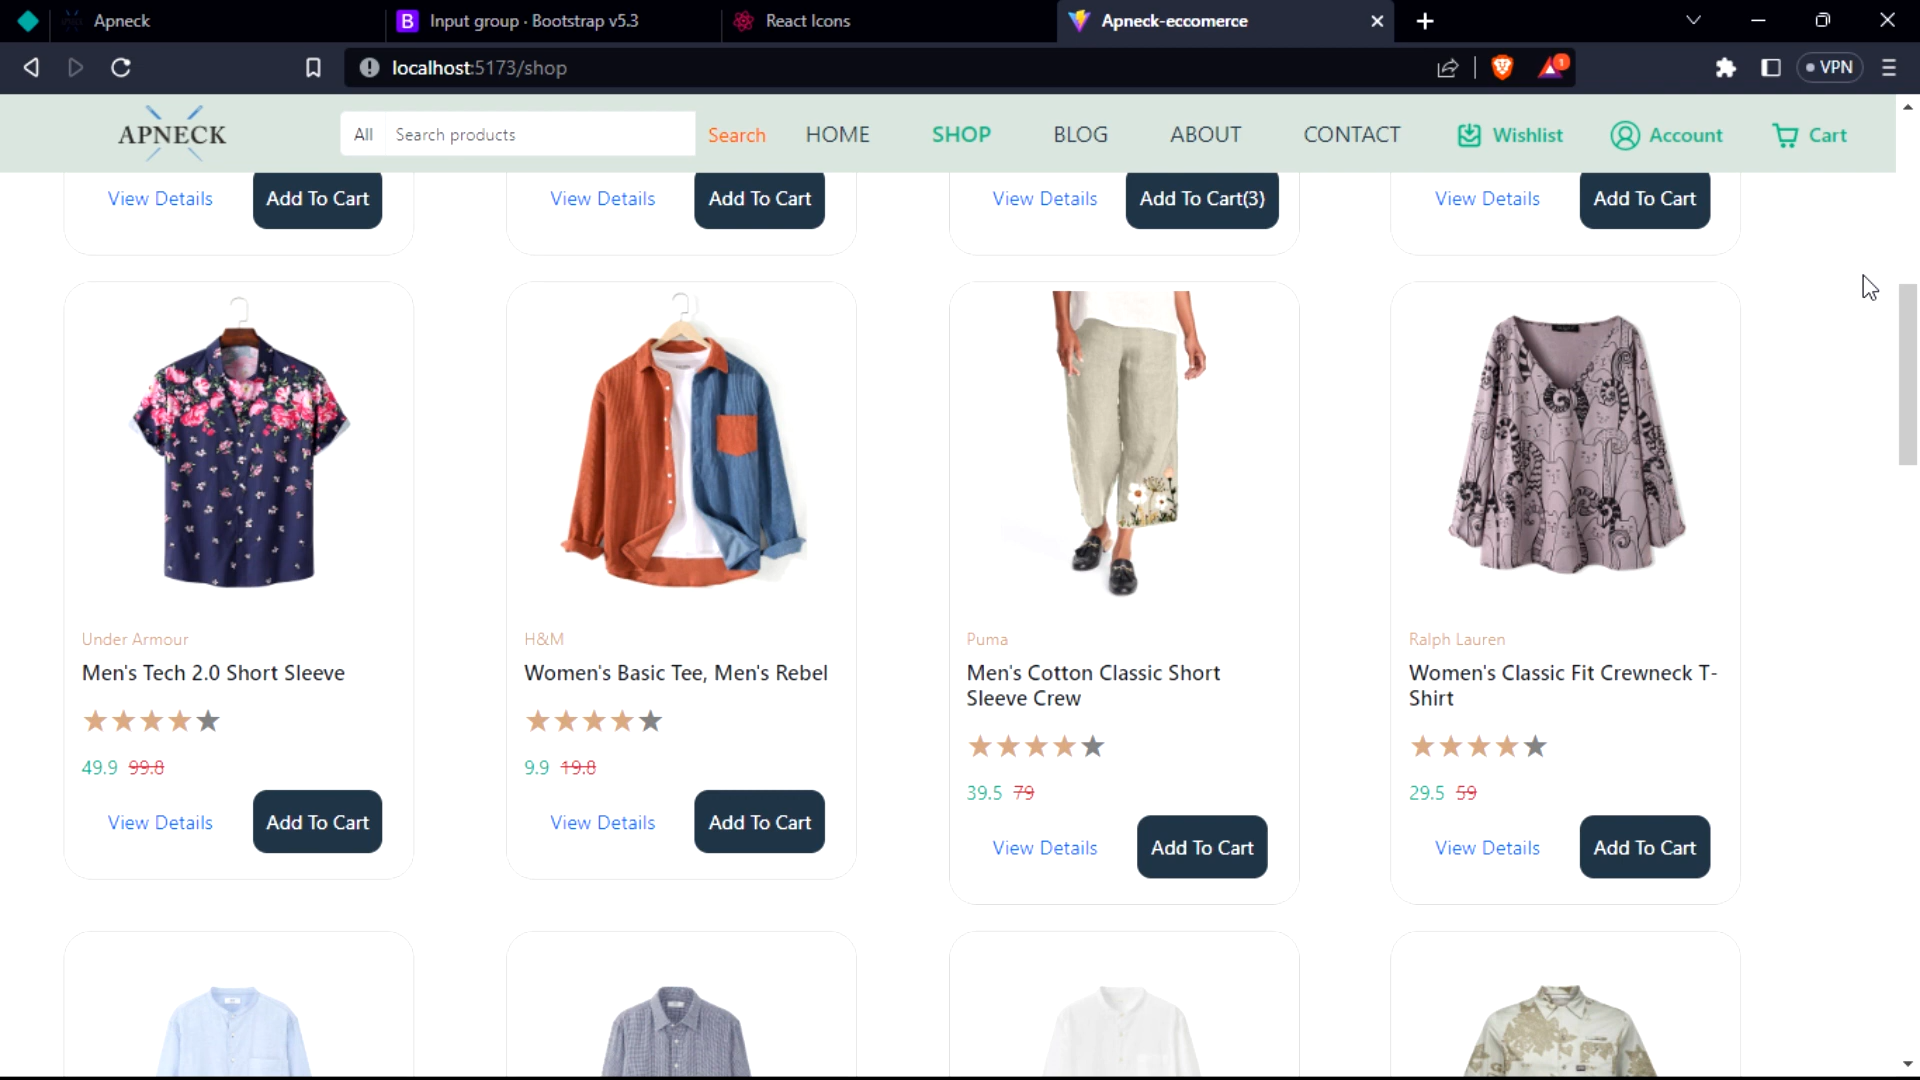 Apneck
Input group · Bootstrap v5.3
React Icons
Apneck-eccomerce
localhost:5173/shop
1
VPN
APNECK
All
Search products
Search
HOME
SHOP
BLOG
ABOUT
CONTACT
Wishlist
Account
Cart
View Details
Add To Cart
View Details
Add To Cart
View Details
Add To Cart(3)
View Details
Add To Cart
Under Armour
Men's Tech 2.0 Short Sleeve
49.9 99.8
View Details
Add To Cart
H&M
Women's Basic Tee, Men's Rebel
9.9 19.8
View Details
Add To Cart
Puma
Men's Cotton Classic Short
Sleeve Crew
39.5 79
View Details
Add To Cart
Ralph Lauren
Women's Classic Fit Crewneck T-
Shirt
29.5 59
View Details
Add To Cart